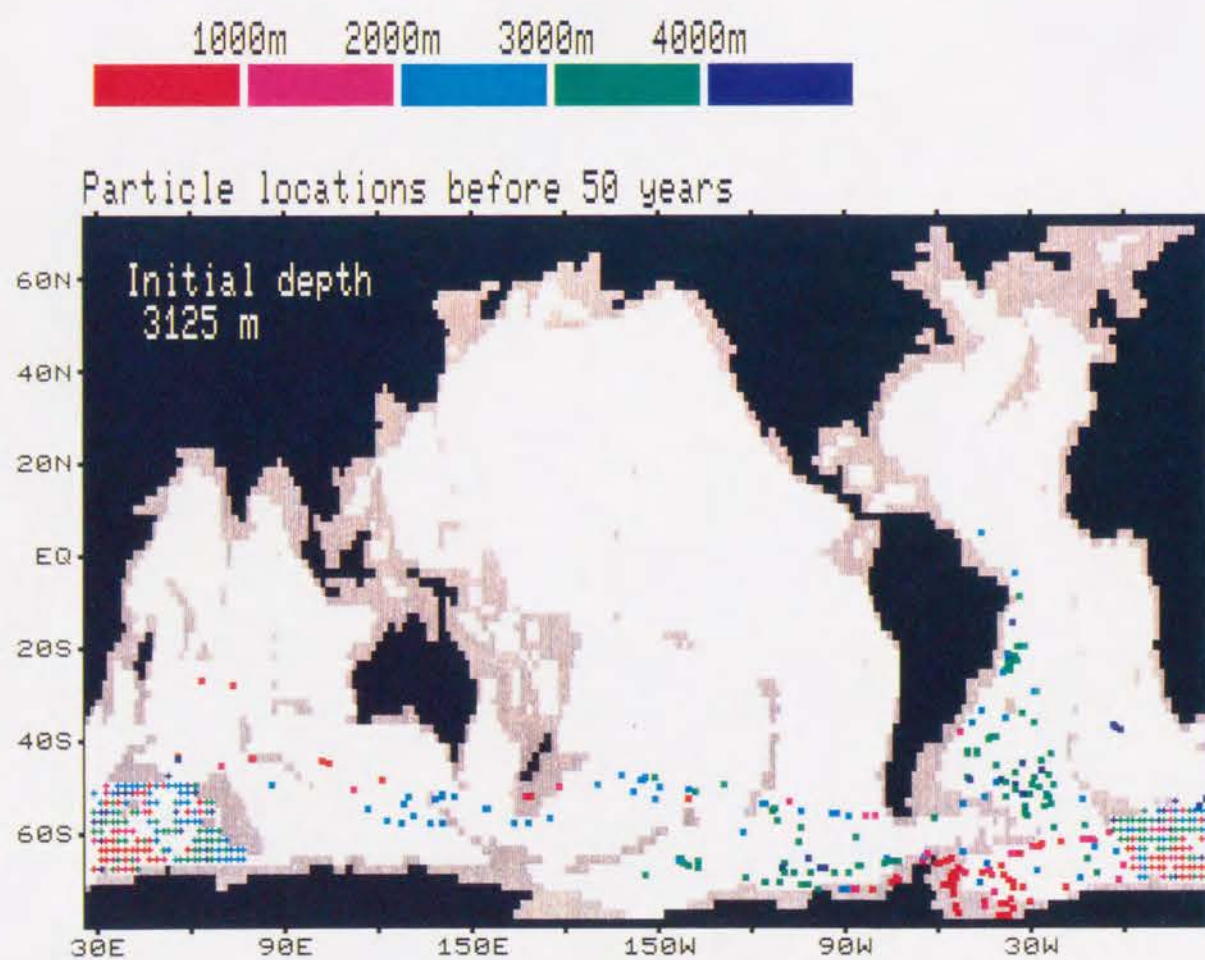 1000m 2000m 3000m 4000m
Particle locations before 50 years
Initial depth
3125 m
60N
40N
20N
EQ
20S
40S
60S
30E 90E 150E 150W 90W 30W